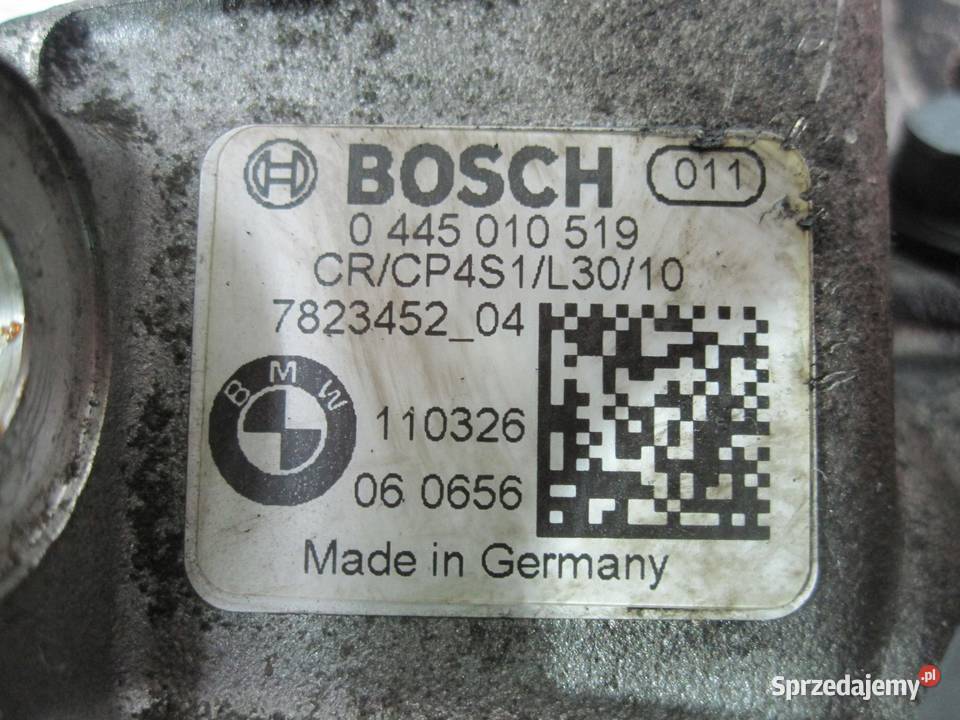 BOSCH 011
0 445 010 519
CR/CP4S1/L30/10
7823452_04
BMW
110326
06 0656
Made in Germany
Sprzedajemy.pl